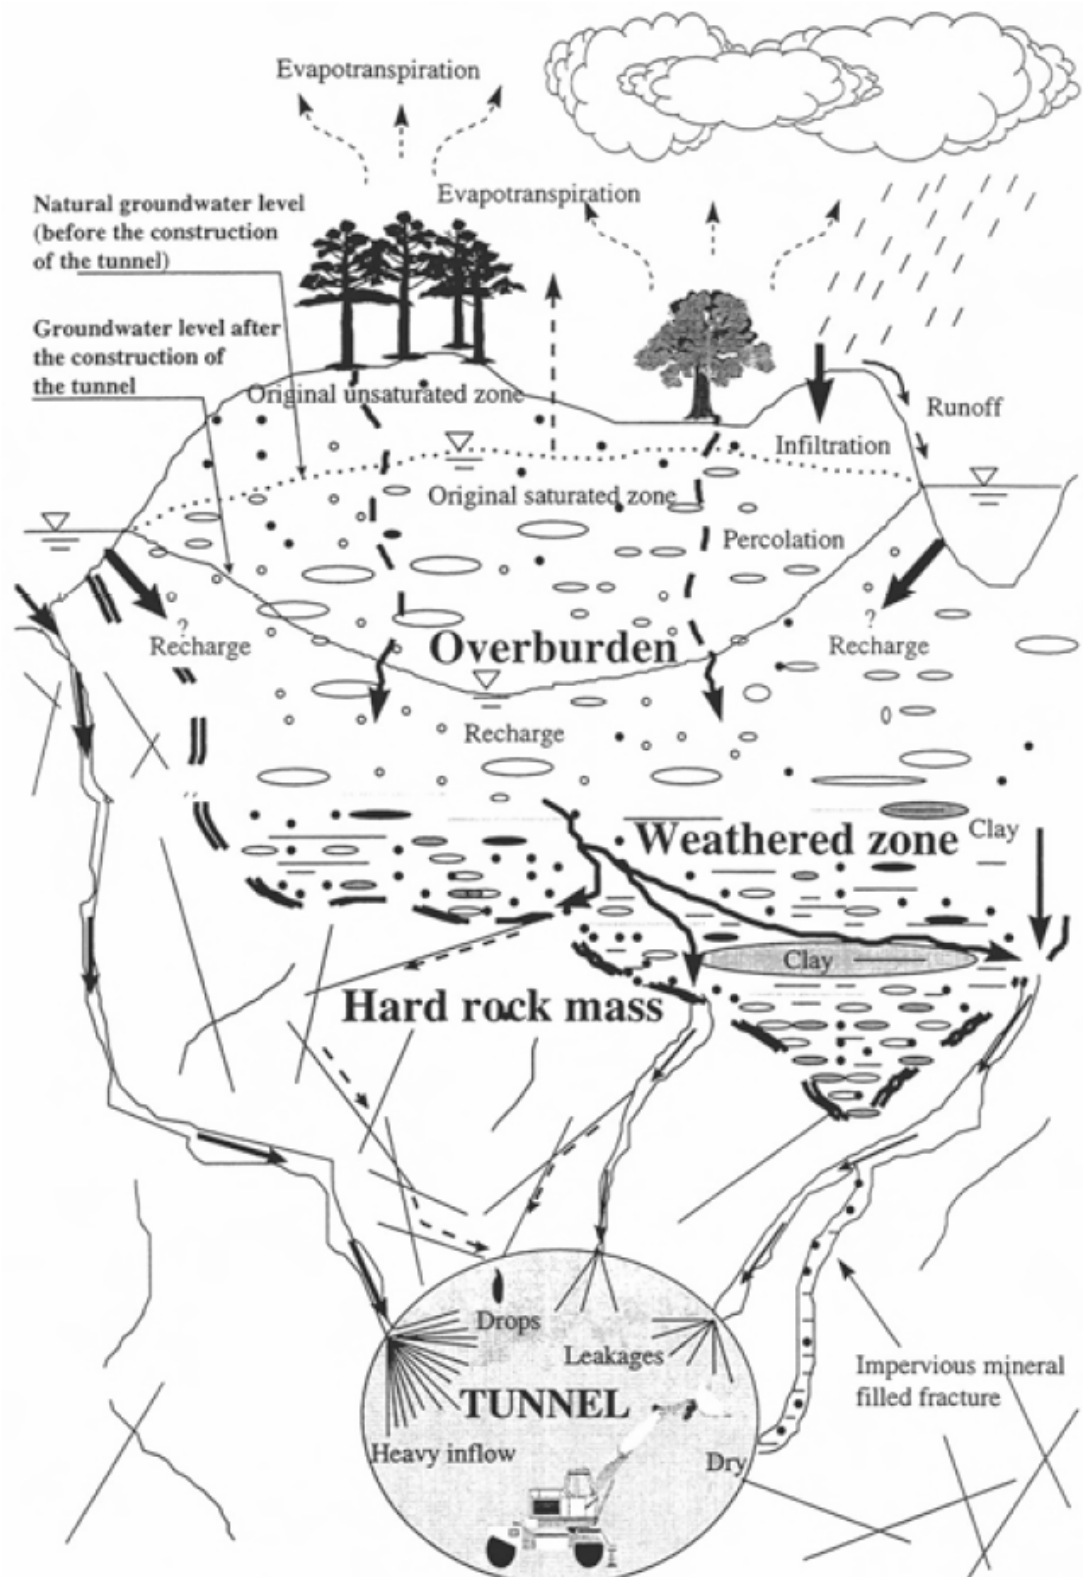 Evapotranspiration
Evapotranspiration
Natural groundwater level
(before the construction
of the tunnel)
Groundwater level after
the construction of
the tunnel
Original unsaturated zone
Runoff
Infiltration
Original saturated zone
Percolation
?
Recharge
Overburden
?
Recharge
Recharge
Weathered zone
Clay
Clay
Hard rock mass
Drops
Leakages
TUNNEL
Heavy inflow
Dry
Impervious mineral
filled fracture